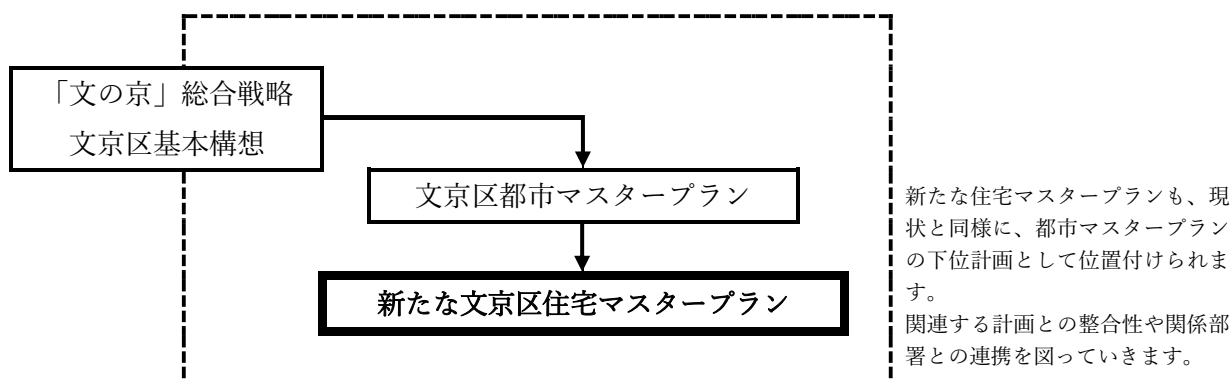 「文の京」総合戦略
文京区基本構想
文京区都市マスタープラン
新たな文京区住宅マスタープラン
新たな住宅マスタープランも、現
状と同様に、都市マスタープラン
の下位計画として位置付けられま
す。
関連する計画との整合性や関係部
署との連携を図っていきます。